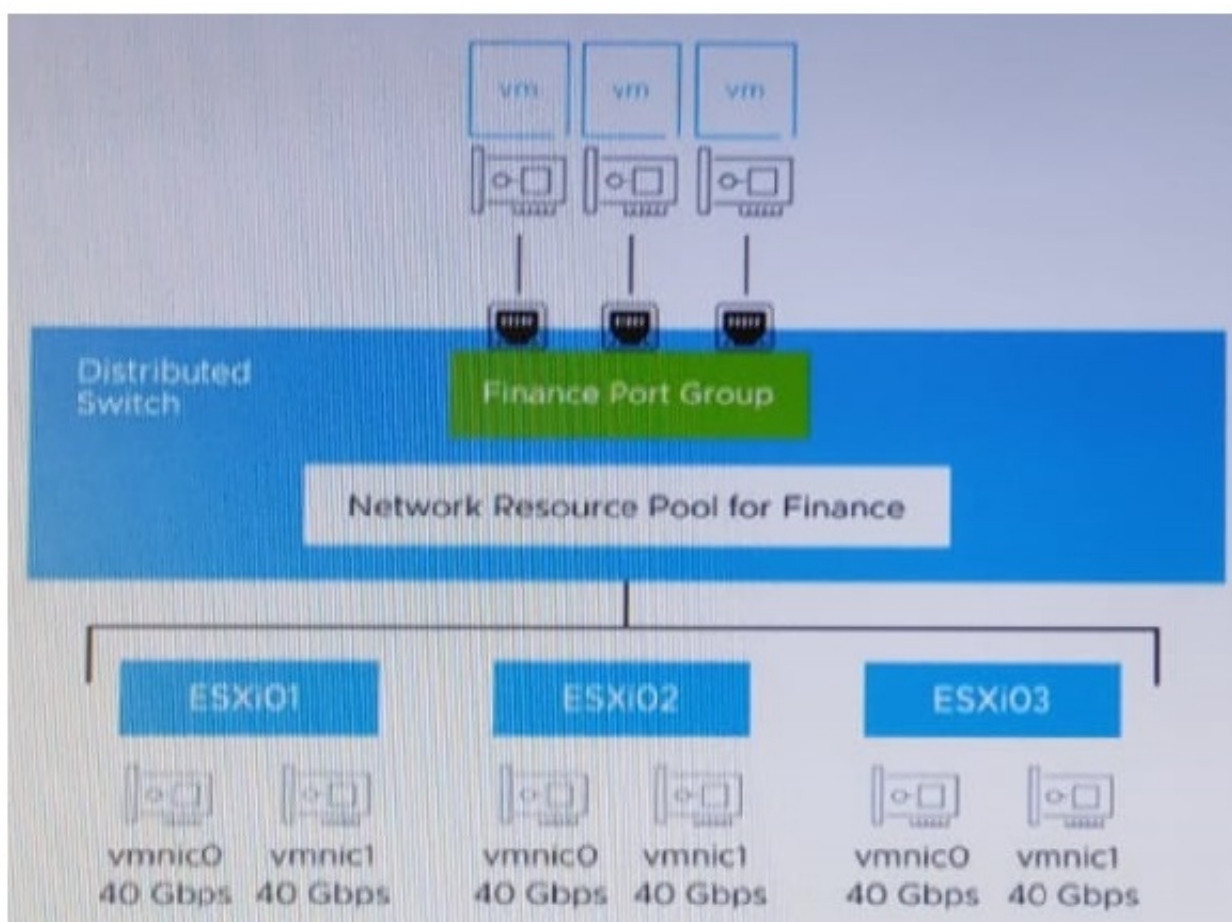 vm vm vm
Distributed
Switch
Finance Port Group
Network Resource Pool for Finance
ESXi01 ESXi02 ESXi03
vmnic0 vmnic1 vmnic0 vmnic1 vmnic0 vmnic1
40 Gbps 40 Gbps 40 Gbps 40 Gbps 40 Gbps 40 Gbps